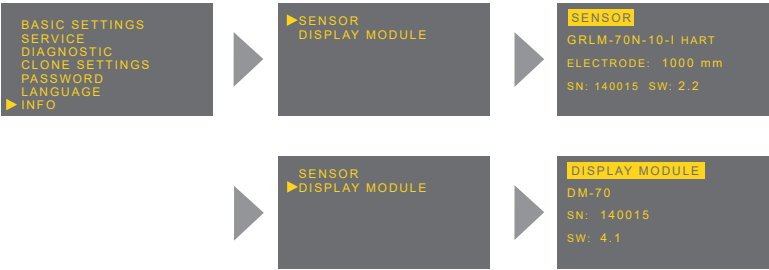 BASIC SETTINGS
SERVICE
DIAGNOSTIC
CLONE SETTINGS
PASSWORD
LANGUAGE
INFO
SENSOR
DISPLAY MODULE
SENSOR
GRLM-70N-10-I HART
ELECTRODE: 1000 mm
SN: 140015 SW: 2.2
SENSOR
DISPLAY MODULE
DISPLAY MODULE
DM-70
SN: 140015
SW: 4.1